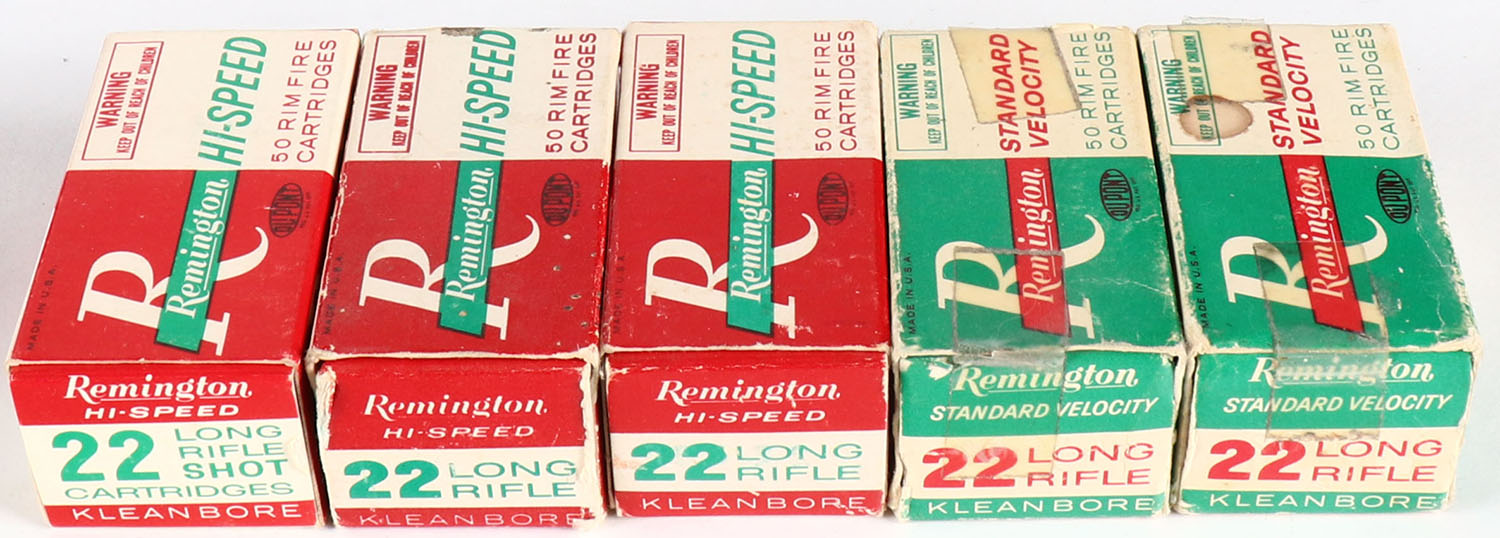 WARNING
KEEP OUT OF REACH OF CHILDREN
HI-SPEED
50 RIM FIRE
CARTRIDGES
R
Remington
DU PONT
MADE IN U.S.A.
Remington
HI-SPEED
22 LONG
RIFLE
SHOT
CARTRIDGES
KLEANBORE
WARNING
KEEP OUT OF REACH OF CHILDREN
HI-SPEED
50 RIM FIRE
CARTRIDGES
R
Remington
DU PONT
MADE IN U.S.A.
Remington
HI-SPEED
22 LONG
RIFLE
KLEANBORE
WARNING
KEEP OUT OF REACH OF CHILDREN
HI-SPEED
50 RIM FIRE
CARTRIDGES
R
Remington
DU PONT
MADE IN U.S.A.
Remington
HI-SPEED
22 LONG
RIFLE
KLEANBORE
WARNING
KEEP OUT OF REACH OF CHILDREN
STANDARD
VELOCITY
50 RIM FIRE
CARTRIDGES
R
Remington
DU PONT
MADE IN U.S.A.
Remington
STANDARD VELOCITY
22 LONG
RIFLE
KLEANBORE
WARNING
KEEP OUT OF REACH OF CHILDREN
STANDARD
VELOCITY
50 RIM FIRE
CARTRIDGES
R
Remington
DU PONT
MADE IN U.S.A.
Remington
STANDARD VELOCITY
22 LONG
RIFLE
KLEANBORE